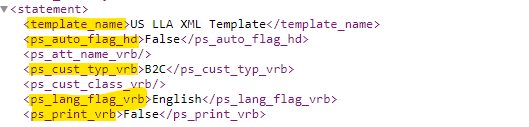 <statement>
<template_name>US LLA XML Template</template_name>
<ps_auto_flag_hd>False</ps_auto_flag_hd>
<ps_att_name_vrb/>
<ps_cust_typ_vrb>B2C</ps_cust_typ_vrb>
<ps_cust_class_vrb/>
<ps_lang_flag_vrb>English</ps_lang_flag_vrb>
<ps_print_vrb>False</ps_print_vrb>